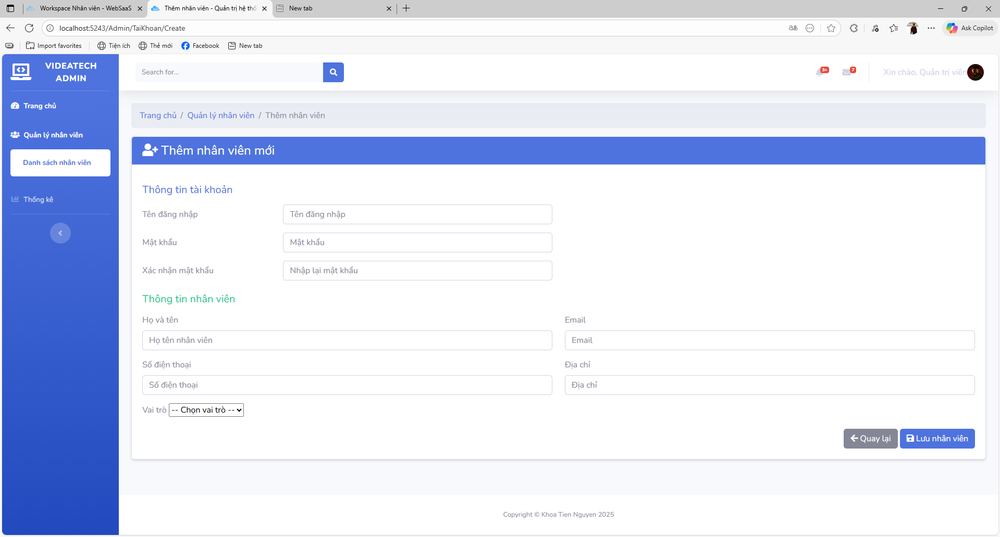 Workspace Nhân viên - WebSaaS
Thêm nhân viên - Quản trị hệ thố
New tab
localhost:5243/Admin/TaiKhoan/Create
Ask Copilot
Import favorites
Tiện ích
Thẻ mới
Facebook
New tab
VIDEATECH
ADMIN
Search for...
3+
7
Xin chào, Quản trị viên
Trang chủ
Quản lý nhân viên
Danh sách nhân viên
Thống kê
Trang chủ / Quản lý nhân viên / Thêm nhân viên
Thêm nhân viên mới
Thông tin tài khoản
Tên đăng nhập
Tên đăng nhập
Mật khẩu
Mật khẩu
Xác nhận mật khẩu
Nhập lại mật khẩu
Thông tin nhân viên
Họ và tên
Email
Họ tên nhân viên
Email
Số điện thoại
Địa chỉ
Số điện thoại
Địa chỉ
Vai trò -- Chọn vai trò --
Quay lại
Lưu nhân viên
Copyright © Khoa Tien Nguyen 2025